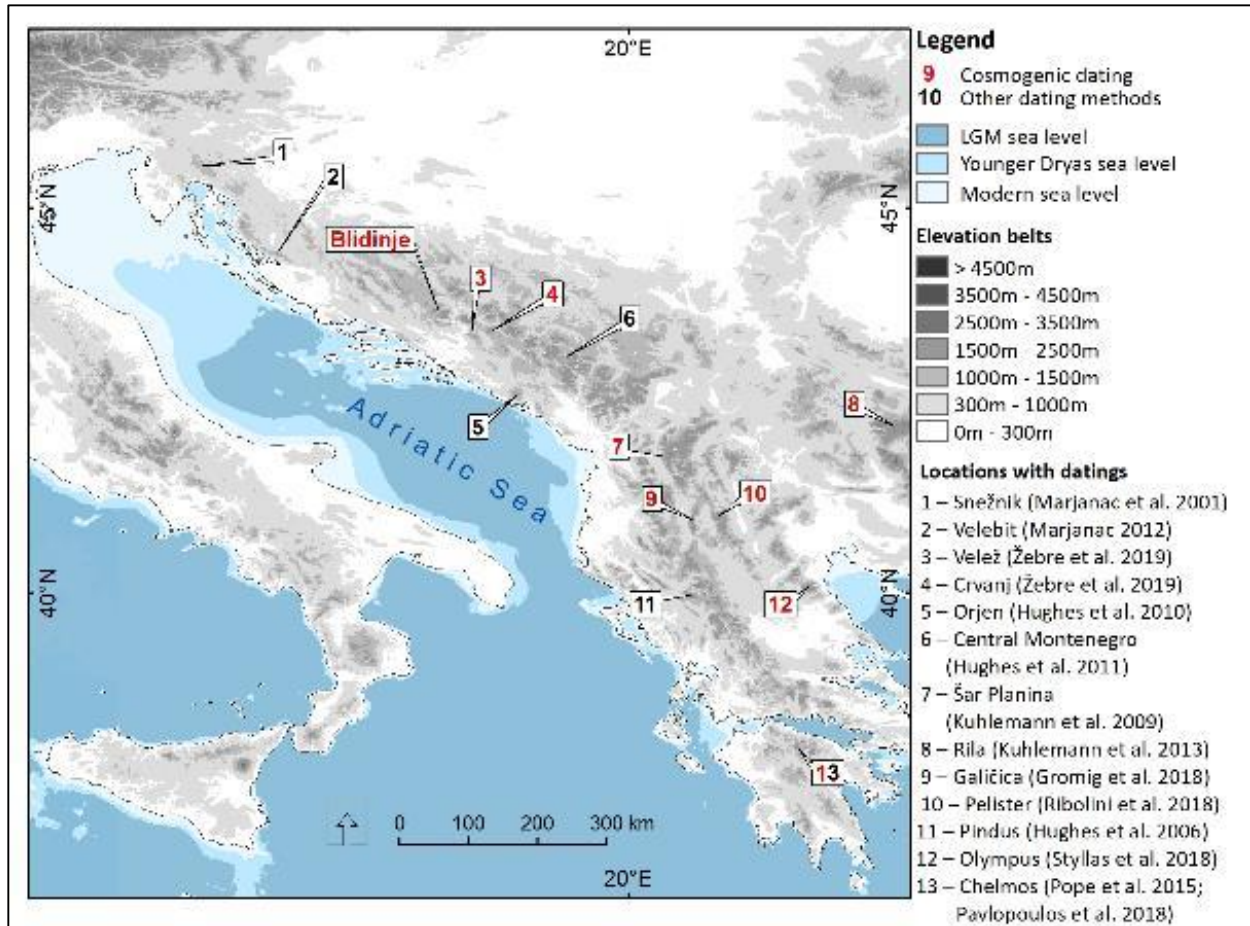 20°E
45°N
45°N
1
2
Blidinje
3
4
6
8
5
7
9
10
Adriatic Sea
40°N
40°N
11
12
13
0 100 200 300 km
20°E
Legend
9 Cosmogenic dating
10 Other dating methods
LGM sea level
Younger Dryas sea level
Modern sea level
Elevation belts
> 4500m
3500m - 4500m
2500m - 3500m
1500m - 2500m
1000m - 1500m
300m - 1000m
0m - 300m
Locations with datings
1 – Snežnik (Marjanac et al. 2001)
2 – Velebit (Marjanac 2012)
3 – Velež (Žebre et al. 2019)
4 – Crvanj (Žebre et al. 2019)
5 – Orjen (Hughes et al. 2010)
6 – Central Montenegro
(Hughes et al. 2011)
7 – Šar Planina
(Kuhlemann et al. 2009)
8 – Rila (Kuhlemann et al. 2013)
9 – Galičica (Gromig et al. 2018)
10 – Pelister (Ribolini et al. 2018)
11 – Pindus (Hughes et al. 2006)
12 – Olympus (Styllas et al. 2018)
13 – Chelmos (Pope et al. 2015;
Pavlopoulos et al. 2018)